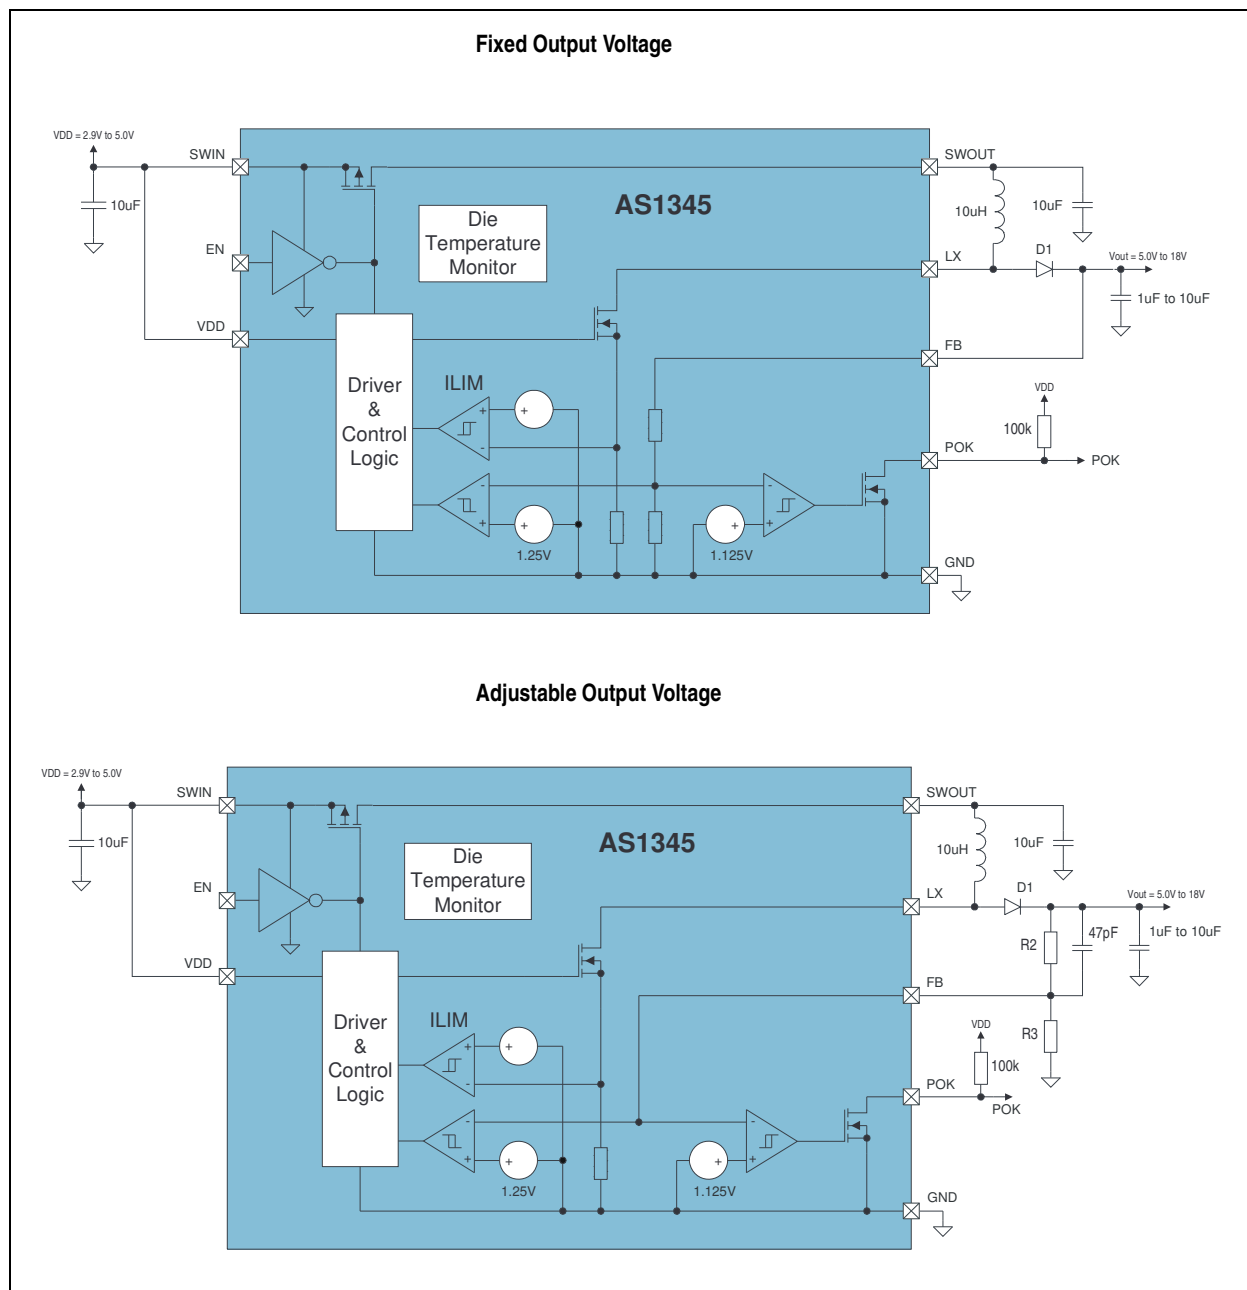 Fixed Output Voltage
VDD = 2.9V to 5.0V
SWIN
SWOUT
10uF
AS1345
10uH
10uF
Die
Temperature
Monitor
EN
LX
D1
Vout = 5.0V to 18V
1uF to 10uF
VDD
FB
Driver
&
Control
Logic
ILIM
+
+
-
VDD
100k
POK
POK
-
+
+
1.25V
-
+
+
1.125V
GND
Adjustable Output Voltage
VDD = 2.9V to 5.0V
SWIN
SWOUT
10uF
AS1345
10uH
10uF
Die
Temperature
Monitor
EN
LX
D1
Vout = 5.0V to 18V
R2
47pF
1uF to 10uF
VDD
FB
Driver
&
Control
Logic
ILIM
+
+
-
VDD
R3
100k
POK
POK
-
+
+
1.25V
-
+
+
1.125V
GND